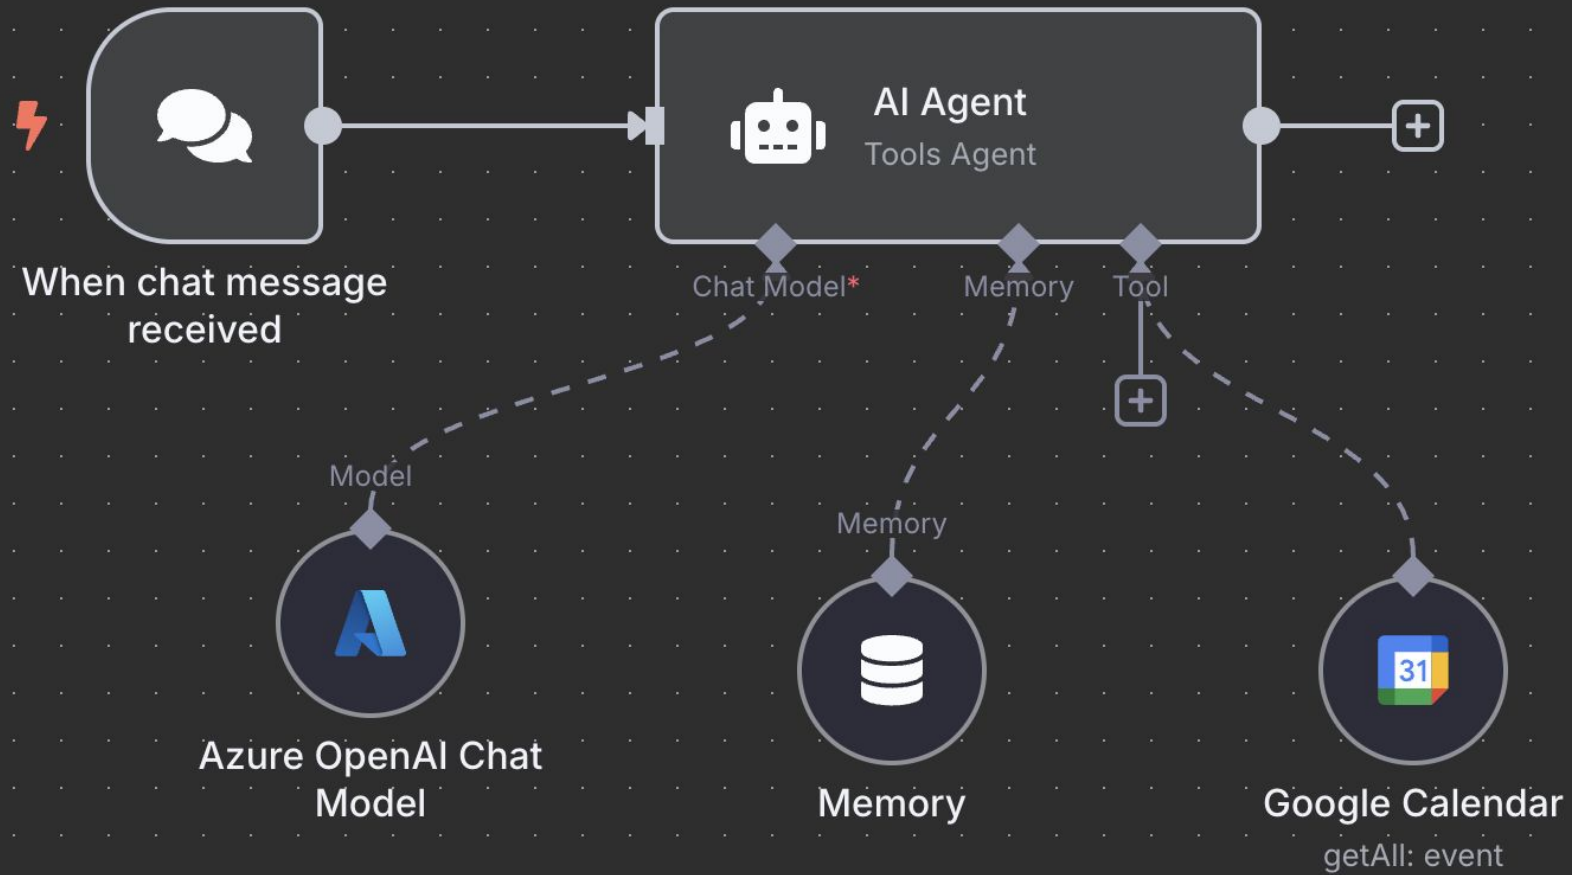 AI Agent
Tools Agent
When chat message
received
Chat Model*
Memory
Tool
Model
Memory
31
Azure OpenAI Chat
Model
Memory
Google Calendar
getAll: event